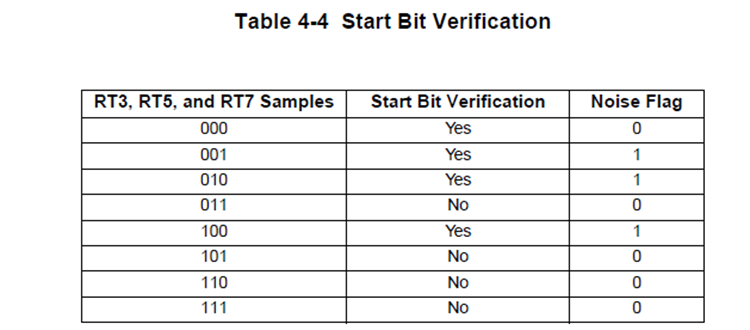 Table 4-4 Start Bit Verification
RT3, RT5, and RT7 Samples Start Bit Verification Noise Flag
000 Yes 0
001 Yes 1
010 Yes 1
011 No 0
100 Yes 1
101 No 0
110 No 0
111 No 0